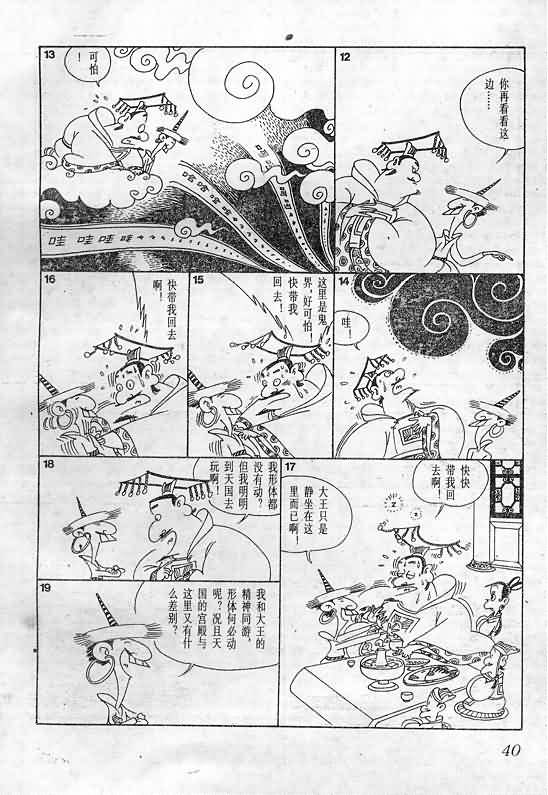 12
你再看看这
边……
13
可怕
！
哇
哇哇哇哇
哇哇哇哇
哇哇哇哇
14
哇！
15
这里是鬼
界，好可怕！
快带我
回去！
16
快带我回去
啊！
17
快快
带我回
去啊！
大王只是
静坐在这
里而已啊！
18
我形体都
没有动？
但我明明
到天国去
玩啊！
19
我和大王的
精神同游，
形体何必动
呢？况且天
国的宫殿与
这里又有什
么差别？
40